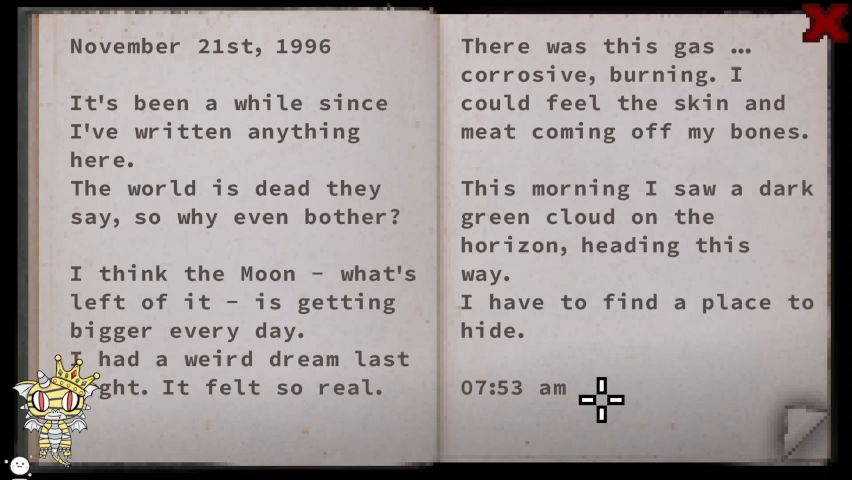 November 21st, 1996
It's been a while since
I've written anything
here.
The world is dead they
say, so why even bother?
I think the Moon - what's
left of it - is getting
bigger every day.
I had a weird dream last
ght. It felt so real.
There was this gas ...
corrosive, burning. I
could feel the skin and
meat coming off my bones.
This morning I saw a dark
green cloud on the
horizon, heading this
way.
I have to find a place to
hide.
07:53 am